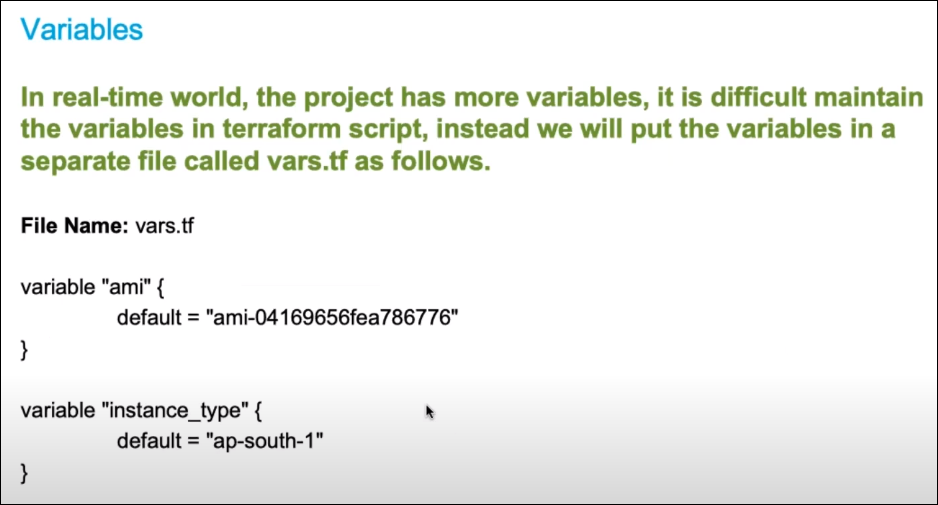 Variables
In real-time world, the project has more variables, it is difficult maintain
the variables in terraform script, instead we will put the variables in a
separate file called vars.tf as follows.
File Name: vars.tf
variable "ami" {
default = "ami-04169656fea786776"
}
variable "instance_type" {
default = "ap-south-1"
}